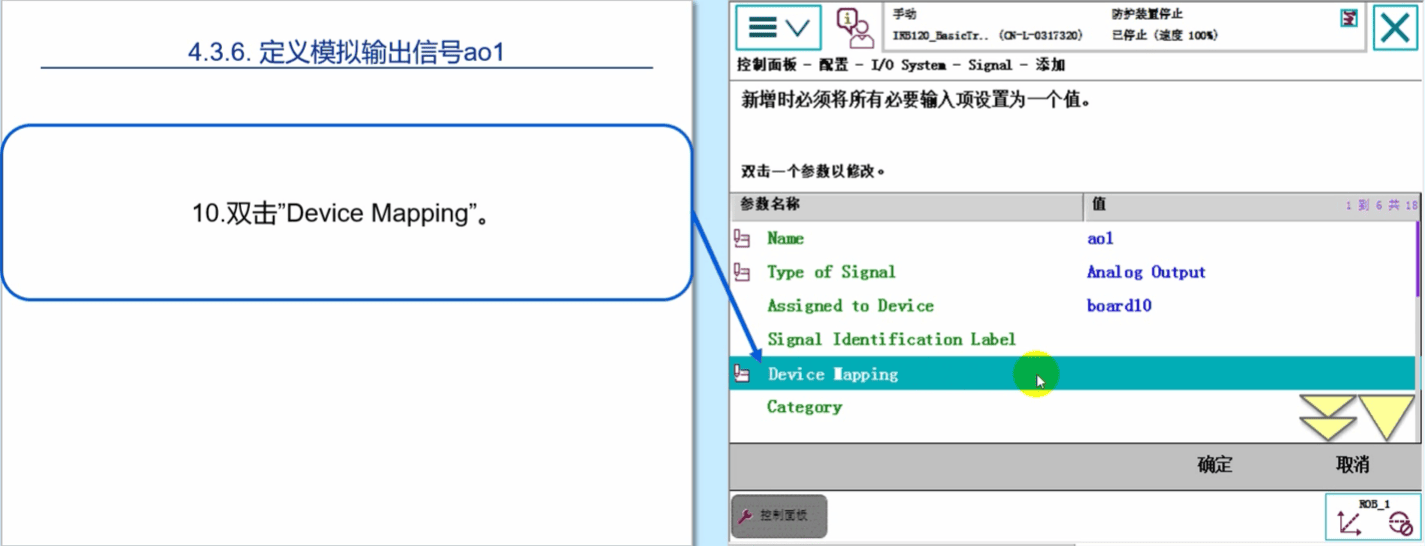 4.3.6. 定义模拟输出信号ao1
10.双击”Device Mapping”。
手动
防护装置停止
IRB120_BasicTr.. (CN-L-0317320)
已停止 (速度 100%)
控制面板 - 配置 - I/O System - Signal - 添加
新增时必须将所有必要输入项设置为一个值。
双击一个参数以修改。
参数名称
值
1 到 6 共 18
Name
ao1
Type of Signal
Analog Output
Assigned to Device
board10
Signal Identification Label
Device Mapping
Category
确定
取消
控制面板
ROB_1